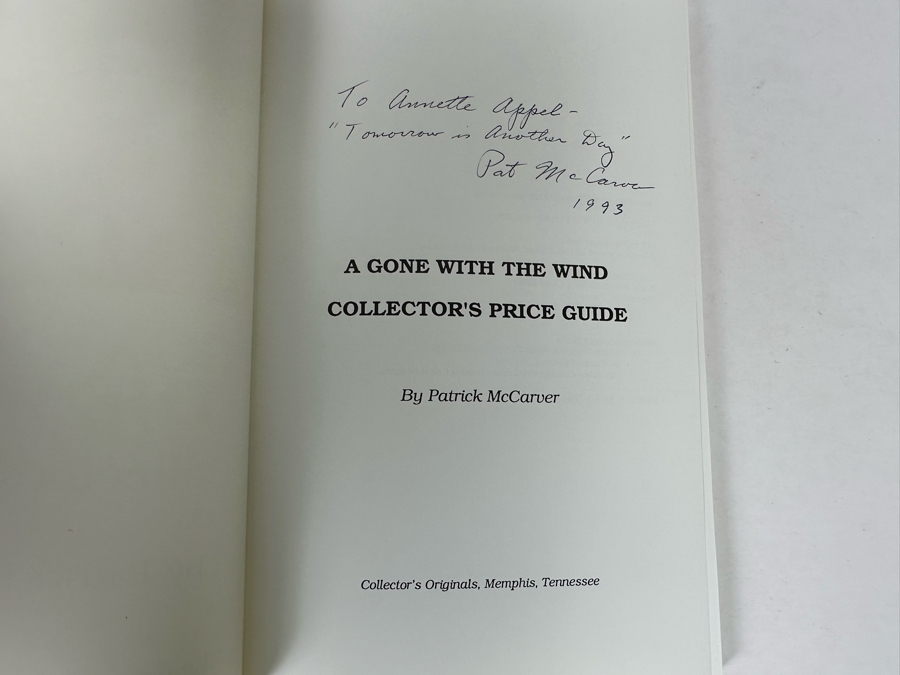 To Annette Appel -
"Tomorrow is Another Day"
Pat McCarver
1993
A GONE WITH THE WIND
COLLECTOR'S PRICE GUIDE
By Patrick McCarver
Collector's Originals, Memphis, Tennessee